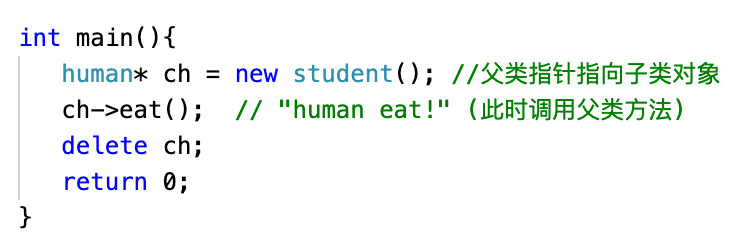 int main(){
human* ch = new student(); //父类指针指向子类对象
ch->eat();  // "human eat!" (此时调用父类方法)
delete ch;
return 0;
}